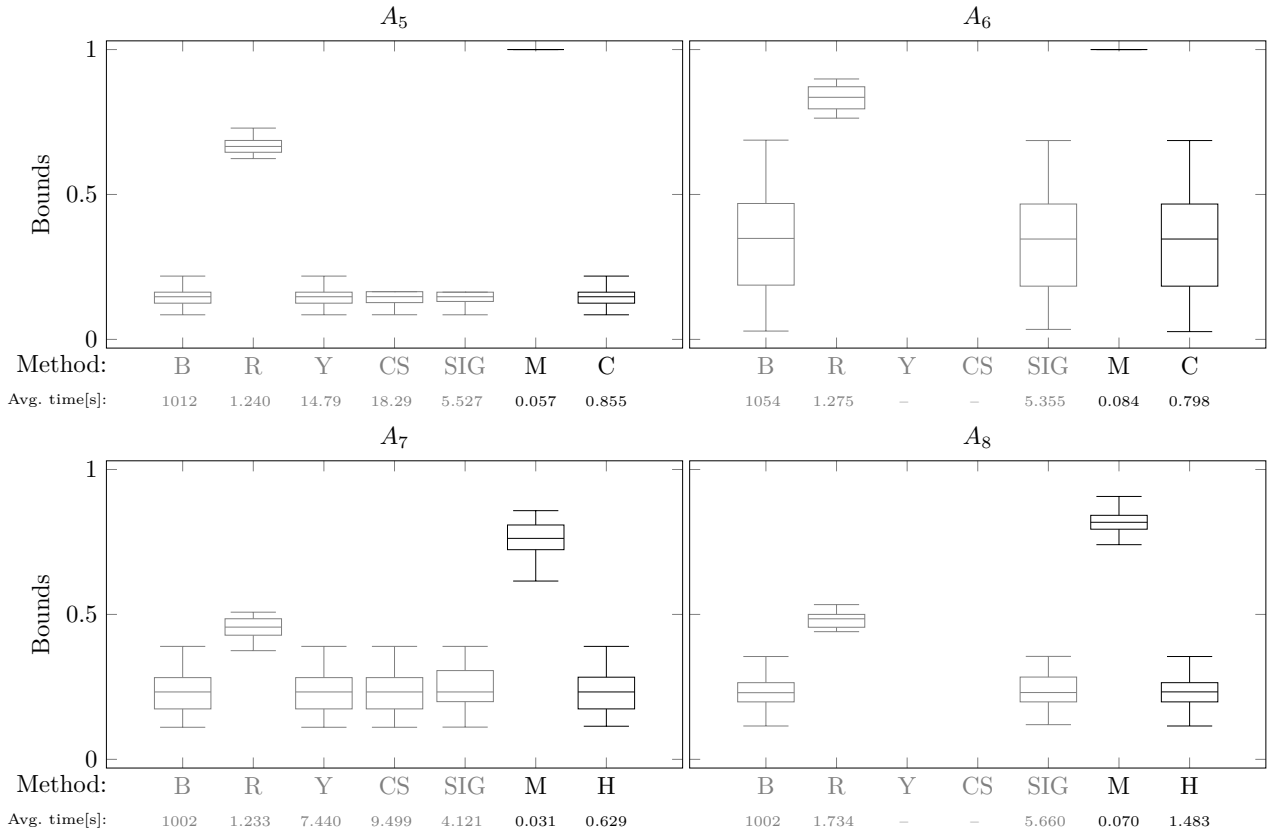 A5 A6
1
0.5
0
Bounds
Method: B R Y CS SIG M C B R Y CS SIG M C
Avg. time[s]: 1012 1.240 14.79 18.29 5.527 0.057 0.855 1054 1.275 – – 5.355 0.084 0.798
A7 A8
1
0.5
0
Bounds
Method: B R Y CS SIG M H B R Y CS SIG M H
Avg. time[s]: 1002 1.233 7.440 9.499 4.121 0.031 0.629 1002 1.734 – – 5.660 0.070 1.483